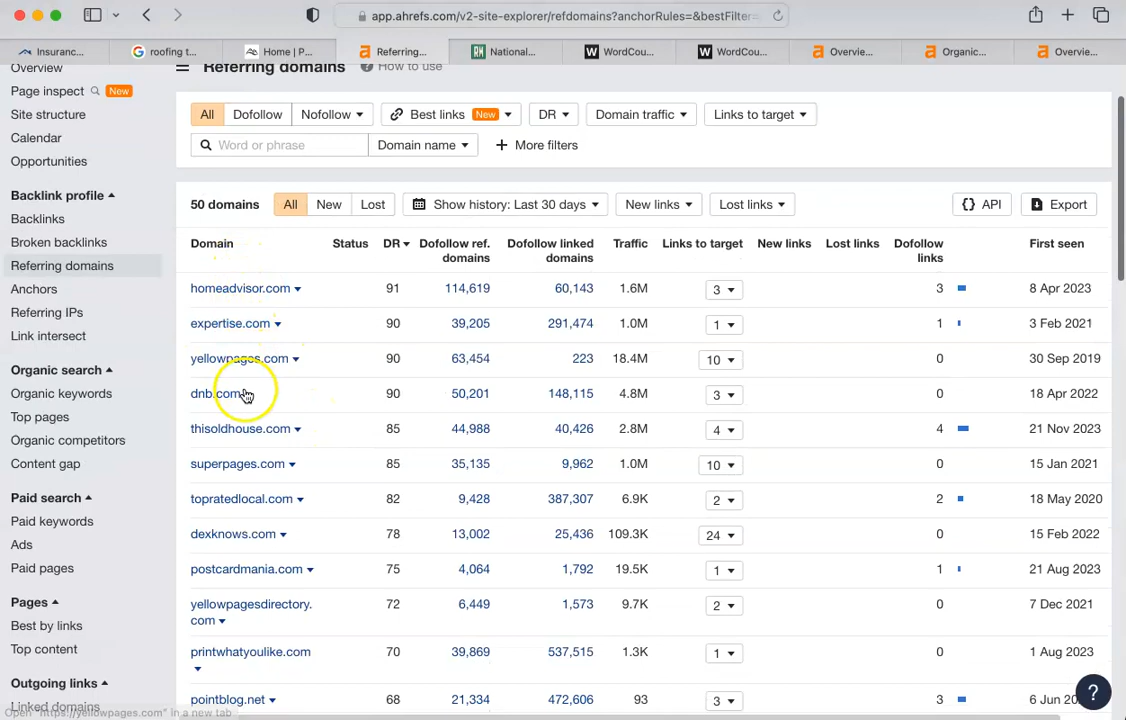 app.ahrefs.com/v2-site-explorer/refdomains?anchorRules=&bestFilter=
Insuranc...
roofing t...
Home | P...
Referring...
National...
WordCou...
WordCou...
Overvie...
Organic...
Overvie...
Overview
Page inspect New
Site structure
Calendar
Opportunities
Backlink profile
Backlinks
Broken backlinks
Referring domains
Anchors
Referring IPs
Link intersect
Organic search
Organic keywords
Top pages
Organic competitors
Content gap
Paid search
Paid keywords
Ads
Paid pages
Pages
Best by links
Top content
Outgoing links
Linked domains
Open "https://yellowpages.com" in a new tab
Referring domains ? How to use
All Dofollow Nofollow Best links New DR Domain traffic Links to target
Word or phrase Domain name + More filters
50 domains All New Lost Show history: Last 30 days New links Lost links {} API Export
Domain Status DR Dofollow ref. domains Dofollow linked domains Traffic Links to target New links Lost links Dofollow links First seen
homeadvisor.com 91 114,619 60,143 1.6M 3 3 8 Apr 2023
expertise.com 90 39,205 291,474 1.0M 1 1 3 Feb 2021
yellowpages.com 90 63,454 223 18.4M 10 0 30 Sep 2019
dnb.com 90 50,201 148,115 4.8M 3 0 18 Apr 2022
thisoldhouse.com 85 44,988 40,426 2.8M 4 4 21 Nov 2023
superpages.com 85 35,135 9,962 1.0M 10 0 15 Jan 2021
topratedlocal.com 82 9,428 387,307 6.9K 2 2 18 May 2020
dexknows.com 78 13,002 25,436 109.3K 24 0 15 Feb 2022
postcardmania.com 75 4,064 1,792 19.5K 1 1 21 Aug 2023
yellowpagesdirectory.com 72 6,449 1,573 9.7K 2 0 7 Dec 2021
printwhatyoulike.com 70 39,869 537,515 1.3K 1 0 1 Aug 2023
pointblog.net 68 21,334 472,606 93 3 3 6 Jun
?